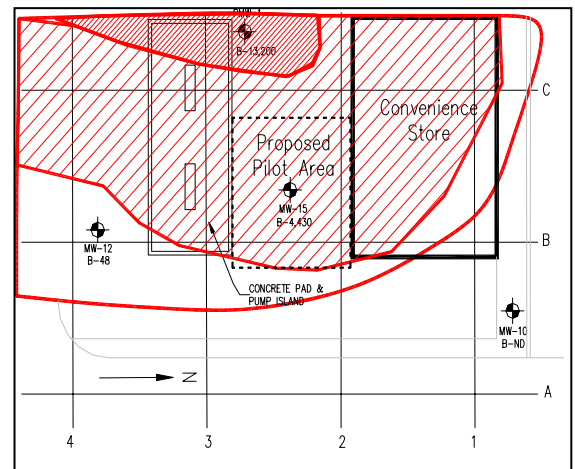 B-13,200
C
Convenience
Store
Proposed
Pilot Area
MW-15
B-4,430
MW-12
B-48
B
CONCRETE PAD &
PUMP ISLAND
MW-10
B-ND
N
A
4
3
2
1